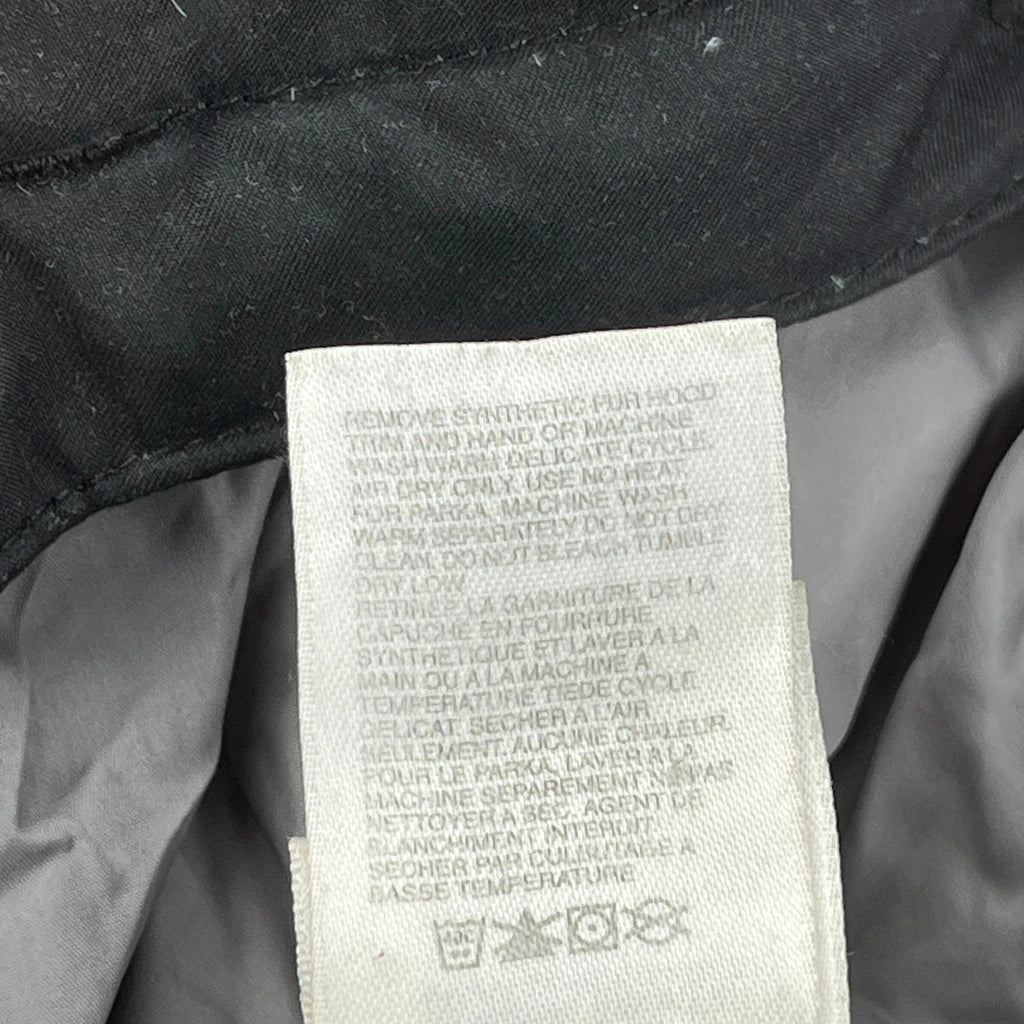 REMOVE SYNTHETIC FUR HOOD
TRIM AND HAND OR MACHINE
WASH WARM DELICATE CYCLE.
AIR DRY ONLY. USE NO HEAT.
FOR PARKA, MACHINE WASH
WARM SEPARATELY DO NOT DRY
CLEAN, DO NOT BLEACH TUMBLE
DRY LOW
RETIRER LA GARNITURE DE LA
CAPUCHE EN FOURRURE
SYNTHETIQUE ET LAVER A LA
MAIN OU A LA MACHINE A
TEMPERATURE TIEDE CYCLE
DELICAT. SECHER A L'AIR
SEULEMENT, AUCUNE CHALEUR.
POUR LE PARKA, LAVER A LA
MACHINE SEPAREMENT NE PAS
NETTOYER A SEC. AGENT DE
BLANCHIMENT INTERDIT.
SECHER PAR CULBUTAGE A
BASSE TEMPERATURE